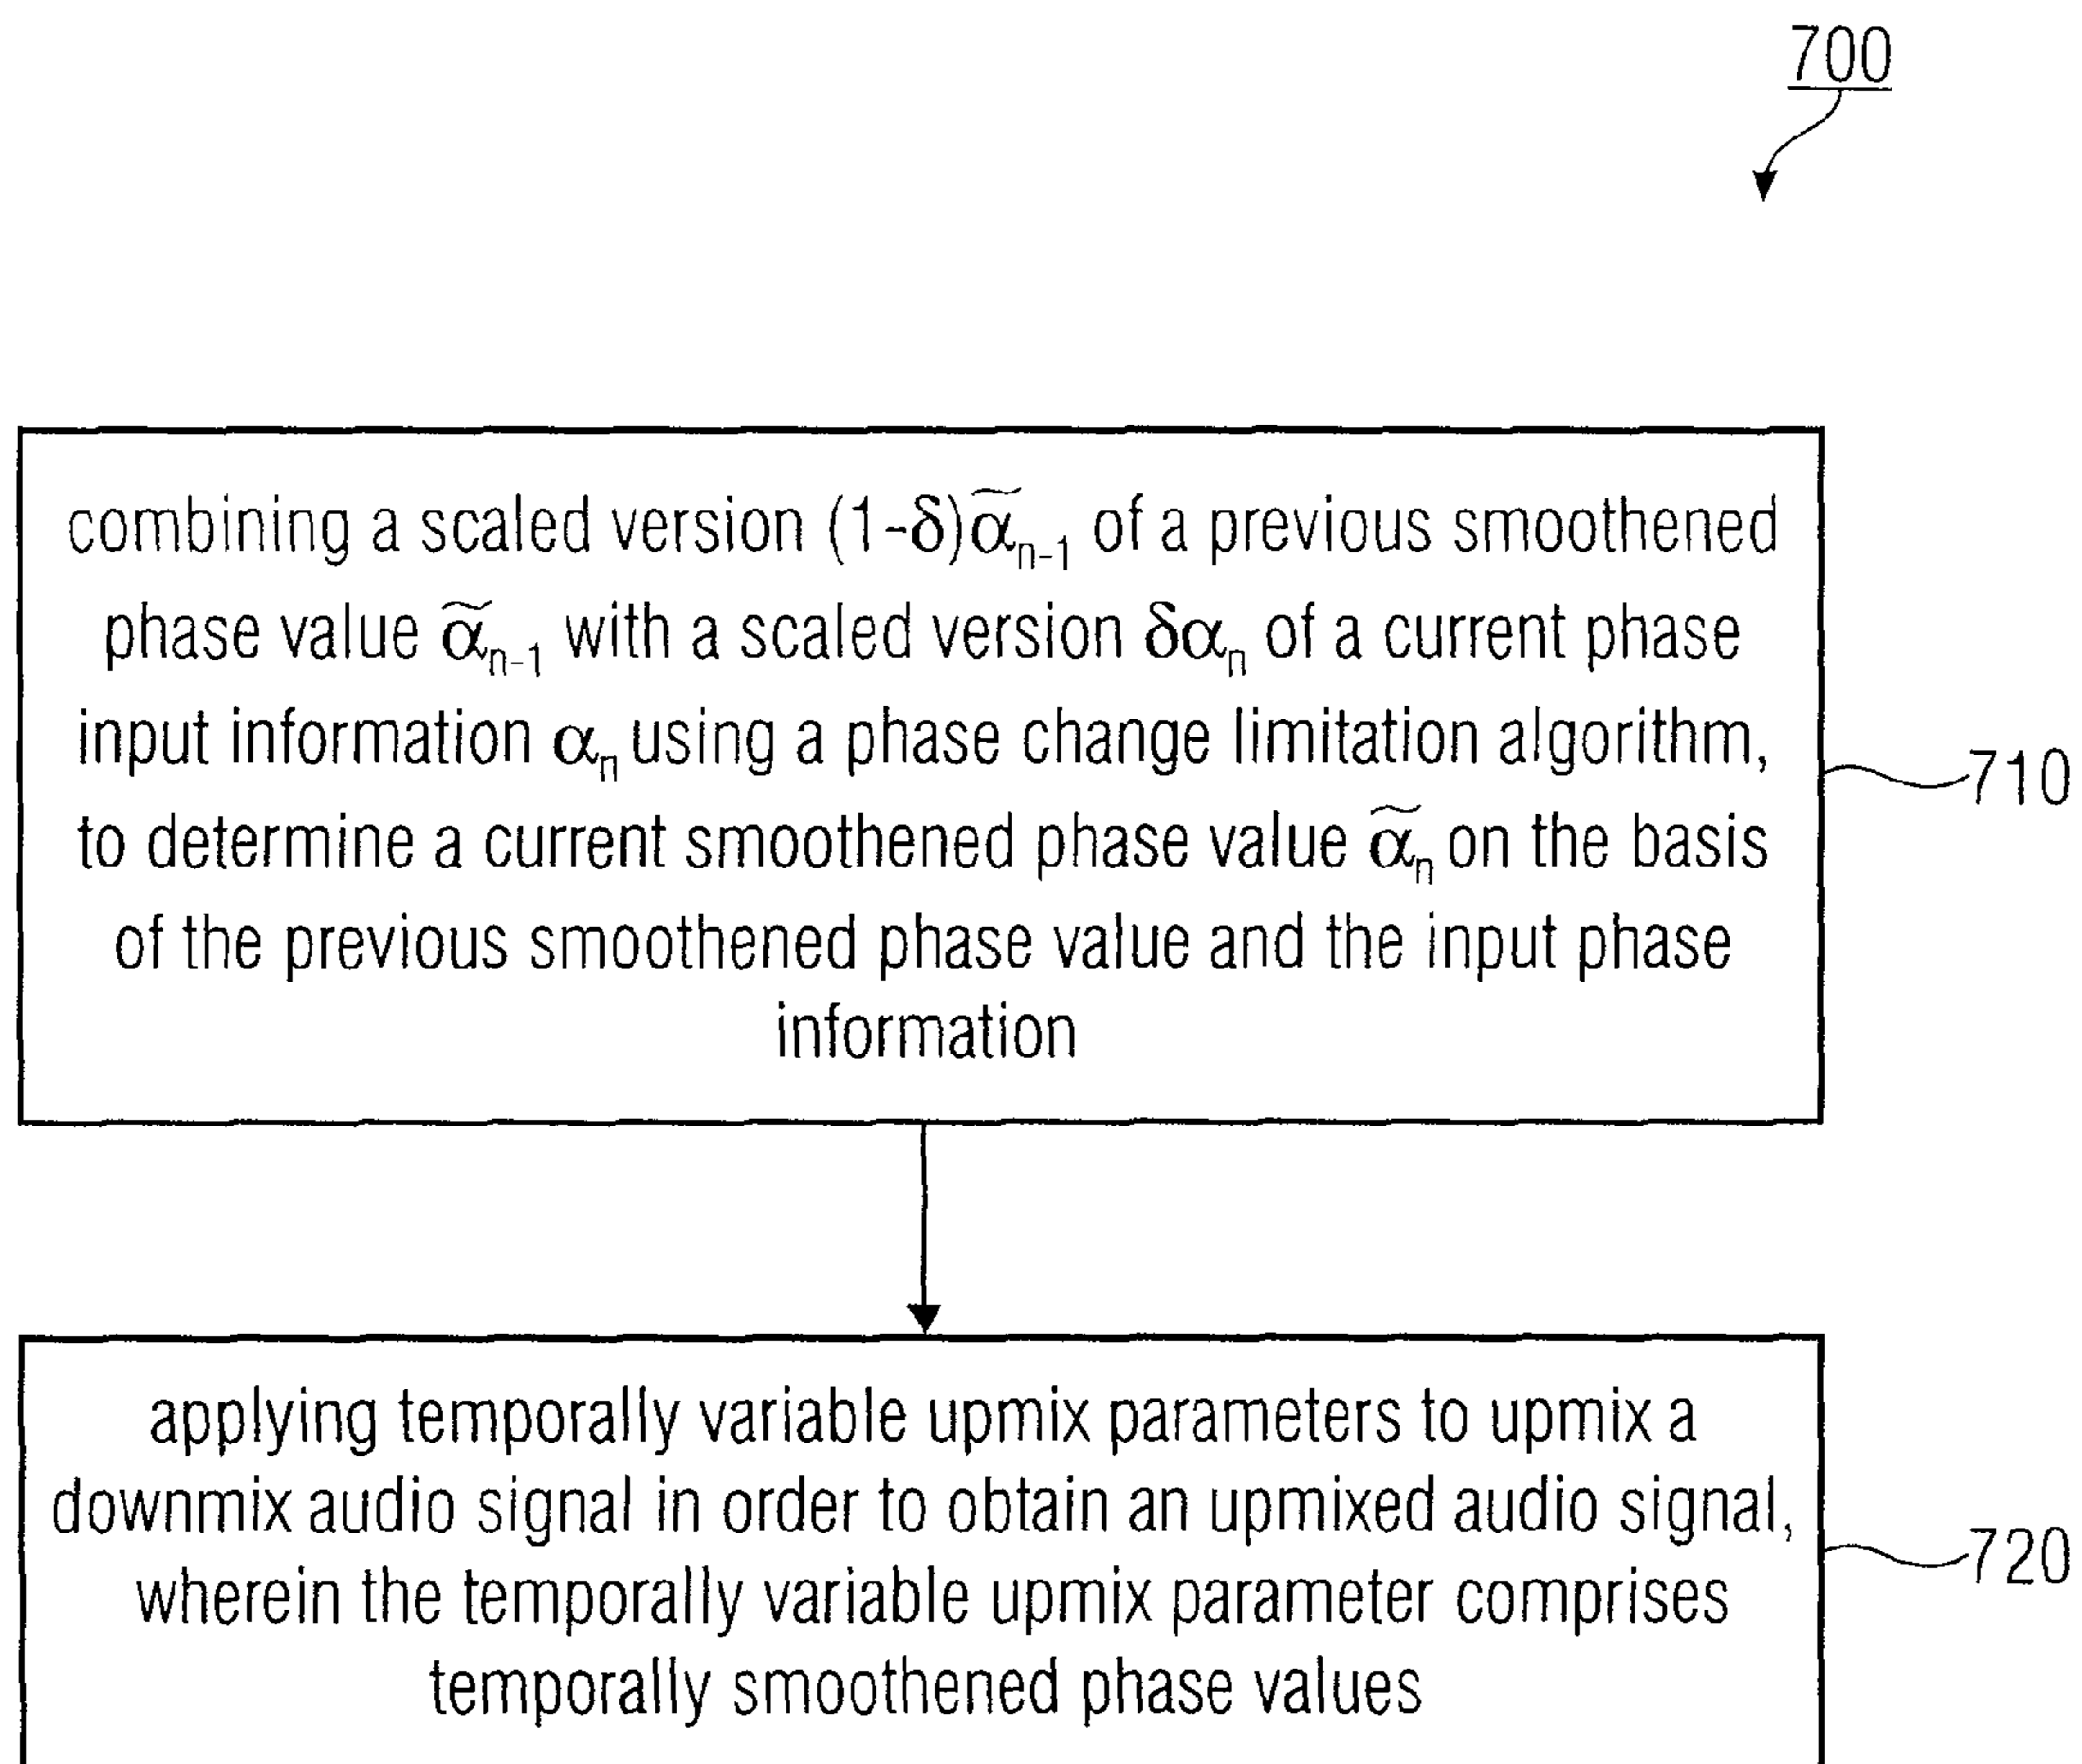 700
combining a scaled version (1-δ)α̃ₙ₋₁ of a previous smoothened
phase value α̃ₙ₋₁ with a scaled version δαₙ of a current phase
input information αₙ using a phase change limitation algorithm,
to determine a current smoothened phase value α̃ₙ on the basis
of the previous smoothened phase value and the input phase
information
710
applying temporally variable upmix parameters to upmix a
downmix audio signal in order to obtain an upmixed audio signal,
wherein the temporally variable upmix parameter comprises
temporally smoothened phase values
720